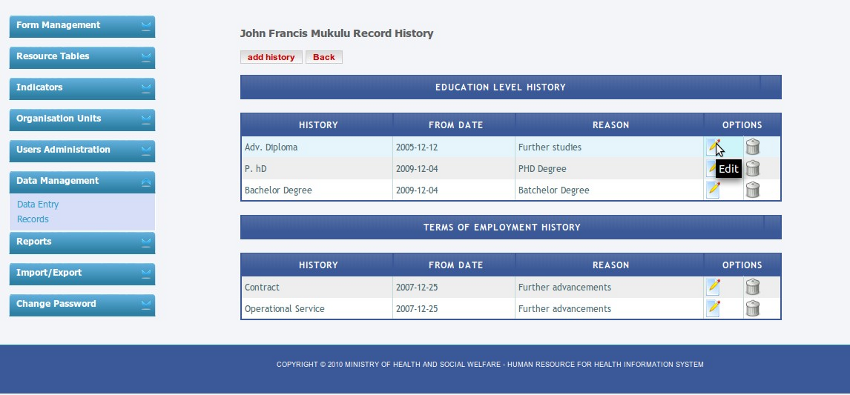 Form Management
Resource Tables
Indicators
Organisation Units
Users Administration
Data Management
Data Entry
Records
Reports
Import/Export
Change Password
John Francis Mukulu Record History
add history Back
EDUCATION LEVEL HISTORY
HISTORY FROM DATE REASON OPTIONS
Adv. Diploma 2005-12-12 Further studies
P. hD 2009-12-04 PHD Degree
Edit
Bachelor Degree 2009-12-04 Batchelor Degree
TERMS OF EMPLOYMENT HISTORY
HISTORY FROM DATE REASON OPTIONS
Contract 2007-12-25 Further advancements
Operational Service 2007-12-25 Further advancements
COPYRIGHT © 2010 MINISTRY OF HEALTH AND SOCIAL WELFARE - HUMAN RESOURCE FOR HEALTH INFORMATION SYSTEM